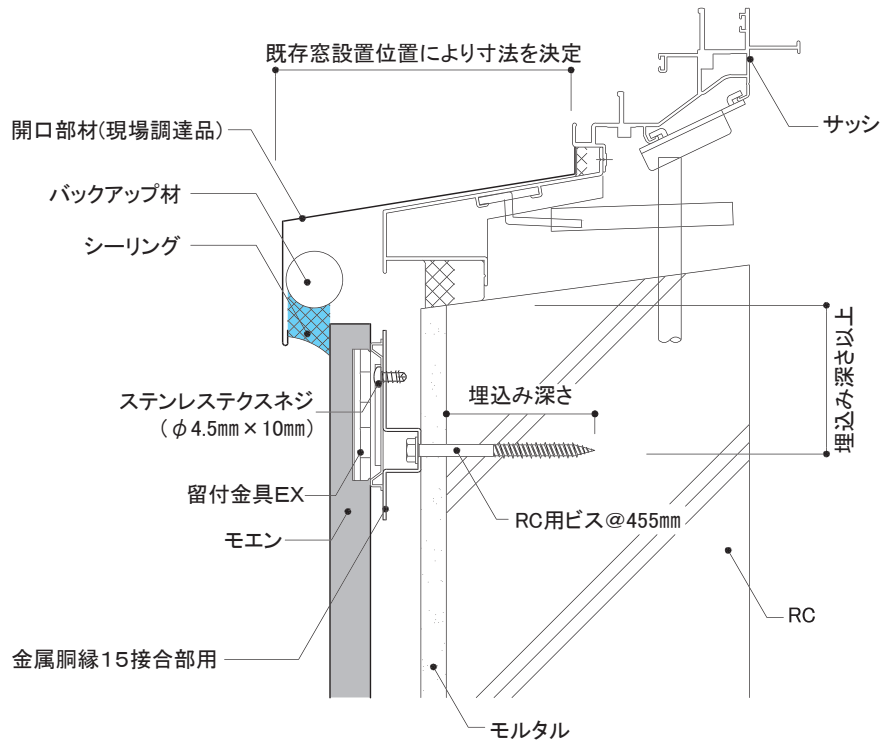 既存窓設置位置により寸法を決定
開口部材(現場調達品)
サッシ
バックアップ材
シーリング
埋込み深さ以上
ステンレステクスネジ
(φ4.5mm×10mm)
埋込み深さ
留付金具EX
RC用ビス@455mm
モエン
RC
金属胴縁15接合部用
モルタル